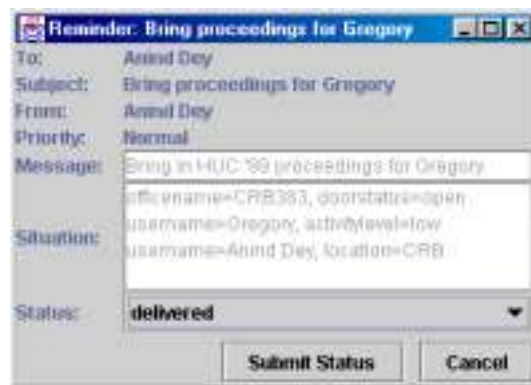 Reminder: Bring proceedings for Gregory
To: Anind Dey
Subject: Bring proceedings for Gregory
From: Anind Dey
Priority: Normal
Message: Bring in HUC '99 proceedings for Gregory
Situation: officename=CRB383, doorstatus=open
username=Gregory, activitylevel=low
username=Anind Dey, location=CRB
Status: delivered
Submit Status Cancel